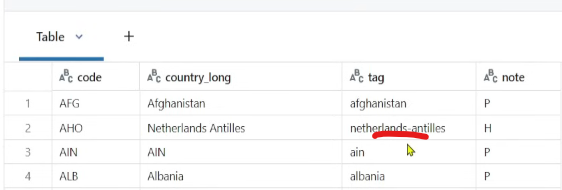 Table +
code country_long tag note
1 AFG Afghanistan afghanistan P
2 AHO Netherlands Antilles netherlands-antilles H
3 AIN AIN ain P
4 ALB Albania albania P